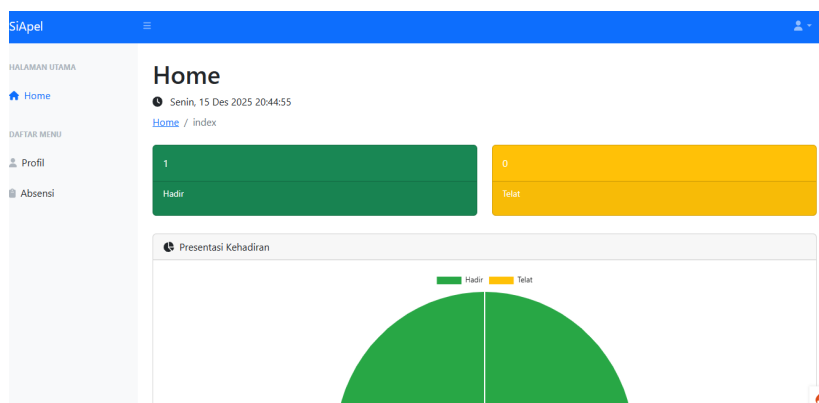 SiApel
HALAMAN UTAMA
Home
DAFTAR MENU
Profil
Absensi
Home
Senin, 15 Des 2025 20:44:55
Home / index
1
Hadir
0
Telat
Presentasi Kehadiran
Hadir Telat